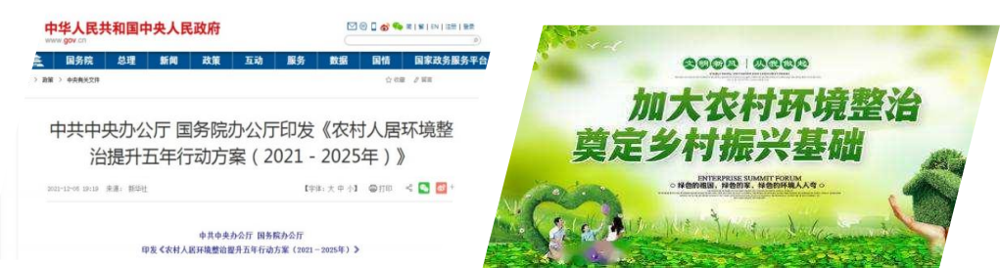 中华人民共和国中央人民政府
www.gov.cn
简 | 繁 | EN | 注册 | 登录
国务院 总理 新闻 政策 互动 服务 数据 国情 国家政务服务平台
> 政策 > 中央有关文件
收藏 留言
中共中央办公厅 国务院办公厅印发《农村人居环境整
治提升五年行动方案（2021－2025年）》
2021-12-05 19:19 来源： 新华社
【字体：大 中 小】 打印
中共中央办公厅 国务院办公厅
印发《农村人居环境整治提升五年行动方案（2021－2025年）》
文明新风 | 从我做起
加大农村环境整治
奠定乡村振兴基础
ENTERPRISE SUMMIT FORUM
○ 绿色的祖国，绿色的家，绿色的环境人人夸 ○